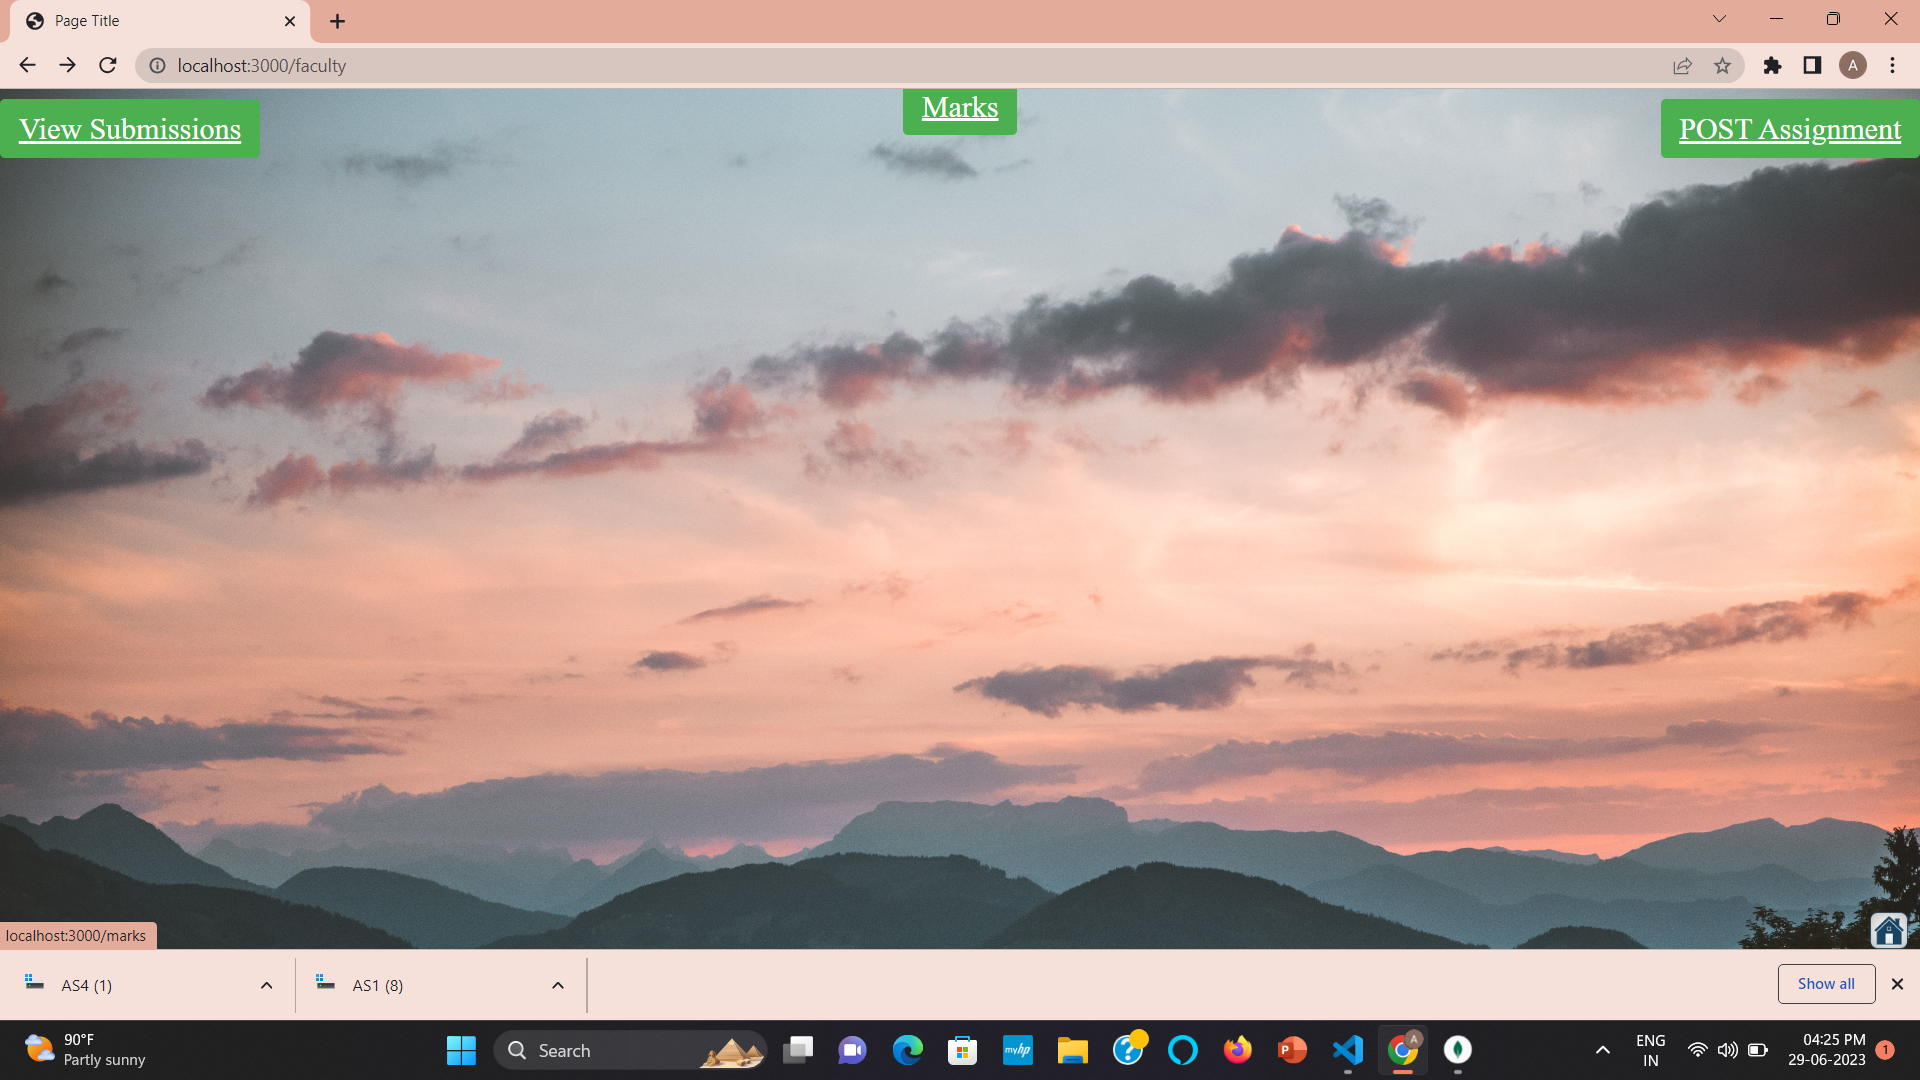 Page Title
localhost:3000/faculty
A
View Submissions
Marks
POST Assignment
localhost:3000/marks
AS4 (1)
AS1 (8)
Show all
90°F
Partly sunny
Search
myhp
P
A
ENG
IN
04:25 PM
29-06-2023
1